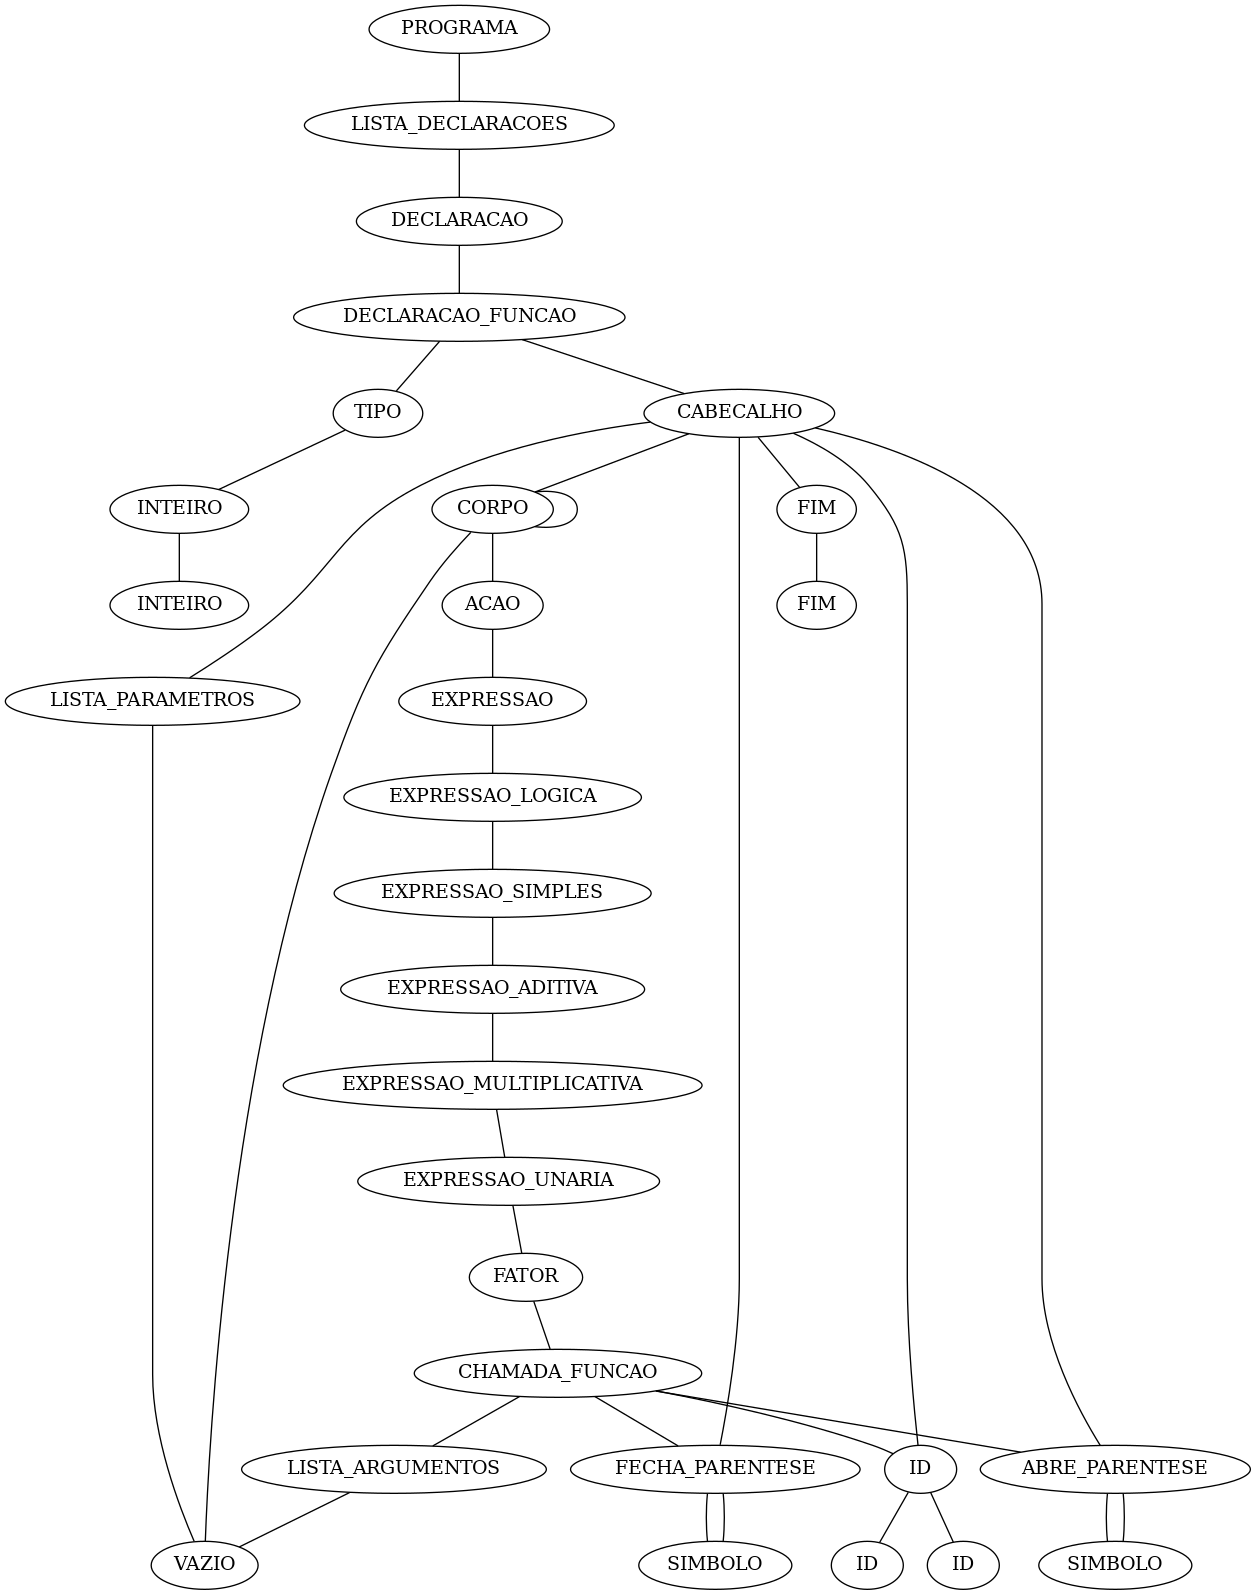 PROGRAMA
LISTA_DECLARACOES
DECLARACAO
DECLARACAO_FUNCAO
TIPO
CABECALHO
INTEIRO
CORPO
FIM
INTEIRO
ACAO
FIM
LISTA_PARAMETROS
EXPRESSAO
EXPRESSAO_LOGICA
EXPRESSAO_SIMPLES
EXPRESSAO_ADITIVA
EXPRESSAO_MULTIPLICATIVA
EXPRESSAO_UNARIA
FATOR
CHAMADA_FUNCAO
LISTA_ARGUMENTOS
FECHA_PARENTESE
ID
ABRE_PARENTESE
VAZIO
SIMBOLO
ID
ID
SIMBOLO